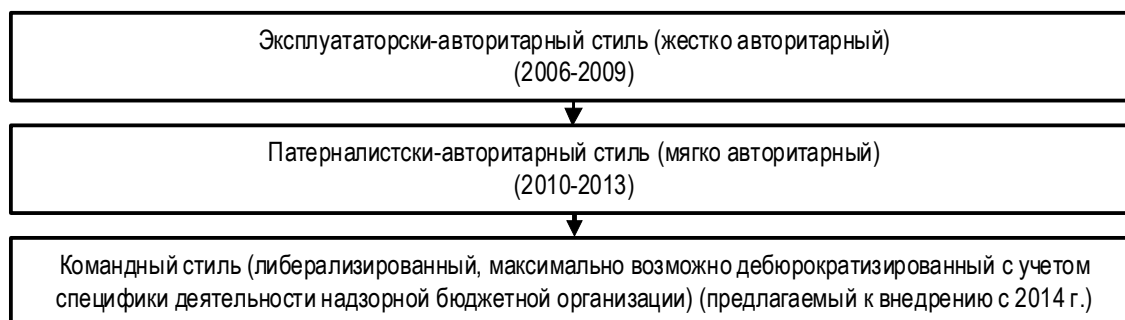 Эксплуататорски-авторитарный стиль (жестко авторитарный)
(2006-2009)
Патерналистски-авторитарный стиль (мягко авторитарный)
(2010-2013)
Командный стиль (либерализированный, максимально возможно дебюрократизированный с учетом
специфики деятельности надзорной бюджетной организации) (предлагаемый к внедрению с 2014 г.)